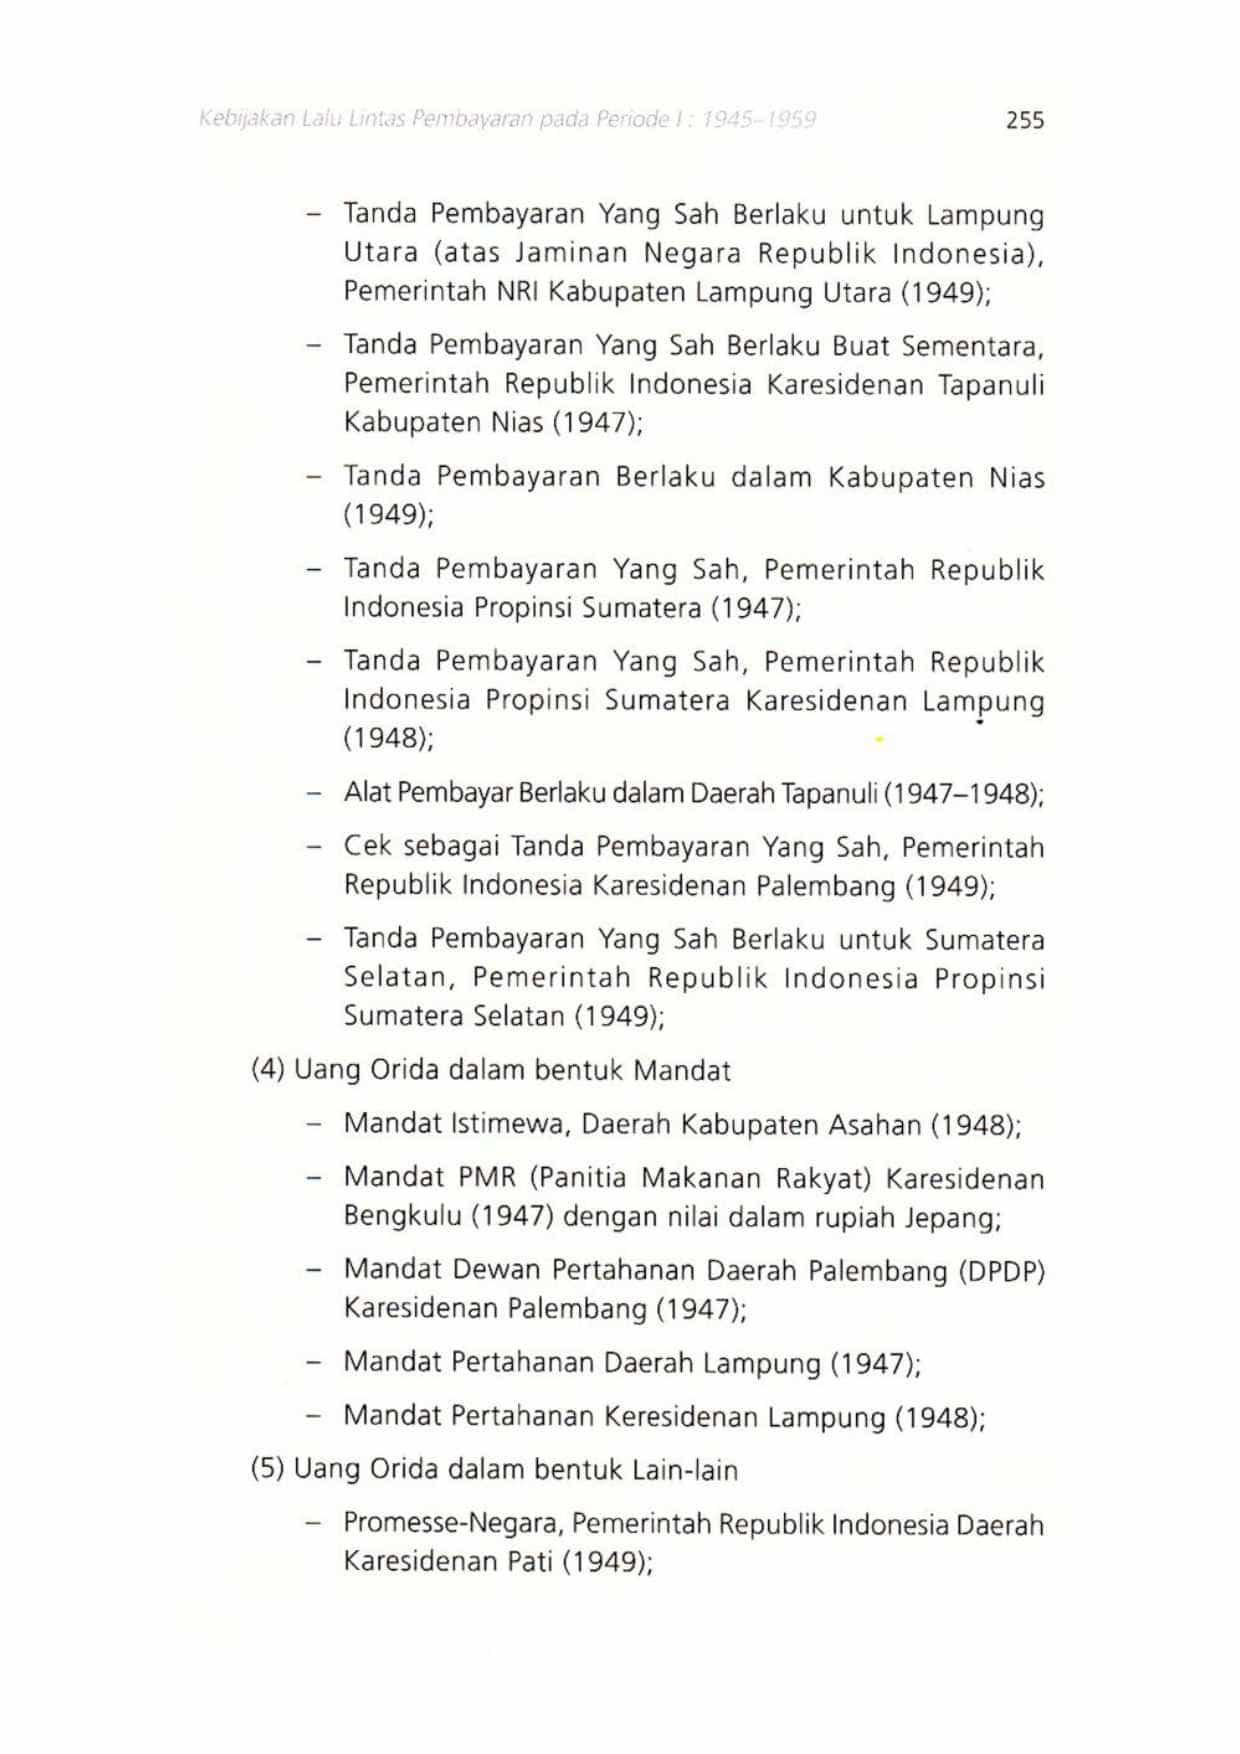 Kebijakan Lalu Lintas Pembayaran pada Periode I : 1945–1959 255
– Tanda Pembayaran Yang Sah Berlaku untuk Lampung
Utara (atas Jaminan Negara Republik Indonesia),
Pemerintah NRI Kabupaten Lampung Utara (1949);
– Tanda Pembayaran Yang Sah Berlaku Buat Sementara,
Pemerintah Republik Indonesia Karesidenan Tapanuli
Kabupaten Nias (1947);
– Tanda Pembayaran Berlaku dalam Kabupaten Nias
(1949);
– Tanda Pembayaran Yang Sah, Pemerintah Republik
Indonesia Propinsi Sumatera (1947);
– Tanda Pembayaran Yang Sah, Pemerintah Republik
Indonesia Propinsi Sumatera Karesidenan Lampung
(1948);
– Alat Pembayar Berlaku dalam Daerah Tapanuli (1947–1948);
– Cek sebagai Tanda Pembayaran Yang Sah, Pemerintah
Republik Indonesia Karesidenan Palembang (1949);
– Tanda Pembayaran Yang Sah Berlaku untuk Sumatera
Selatan, Pemerintah Republik Indonesia Propinsi
Sumatera Selatan (1949);
(4) Uang Orida dalam bentuk Mandat
– Mandat Istimewa, Daerah Kabupaten Asahan (1948);
– Mandat PMR (Panitia Makanan Rakyat) Karesidenan
Bengkulu (1947) dengan nilai dalam rupiah Jepang;
– Mandat Dewan Pertahanan Daerah Palembang (DPDP)
Karesidenan Palembang (1947);
– Mandat Pertahanan Daerah Lampung (1947);
– Mandat Pertahanan Keresidenan Lampung (1948);
(5) Uang Orida dalam bentuk Lain-lain
– Promesse-Negara, Pemerintah Republik Indonesia Daerah
Karesidenan Pati (1949);